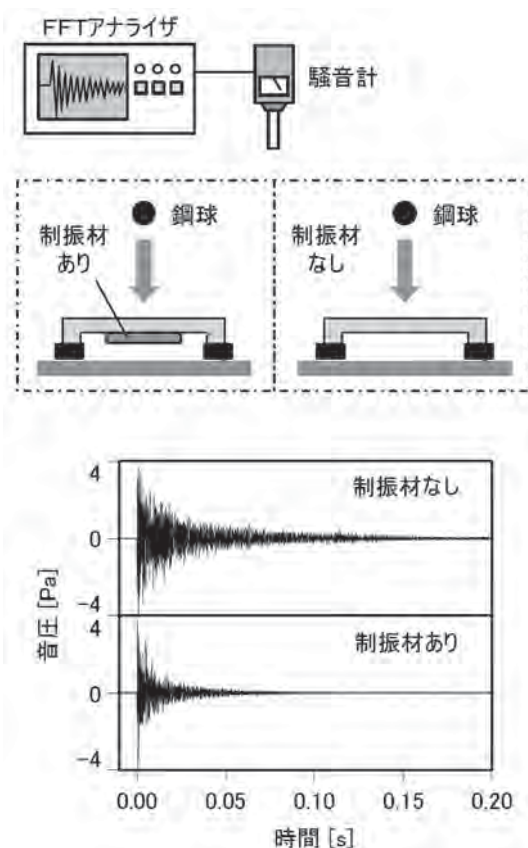 FFTアナライザ
騒音計
鋼球
制振材
あり
鋼球
制振材
なし
4
0
-4
制振材なし
4
0
-4
制振材あり
音圧 [Pa]
0.00 0.05 0.10 0.15 0.20
時間 [s]